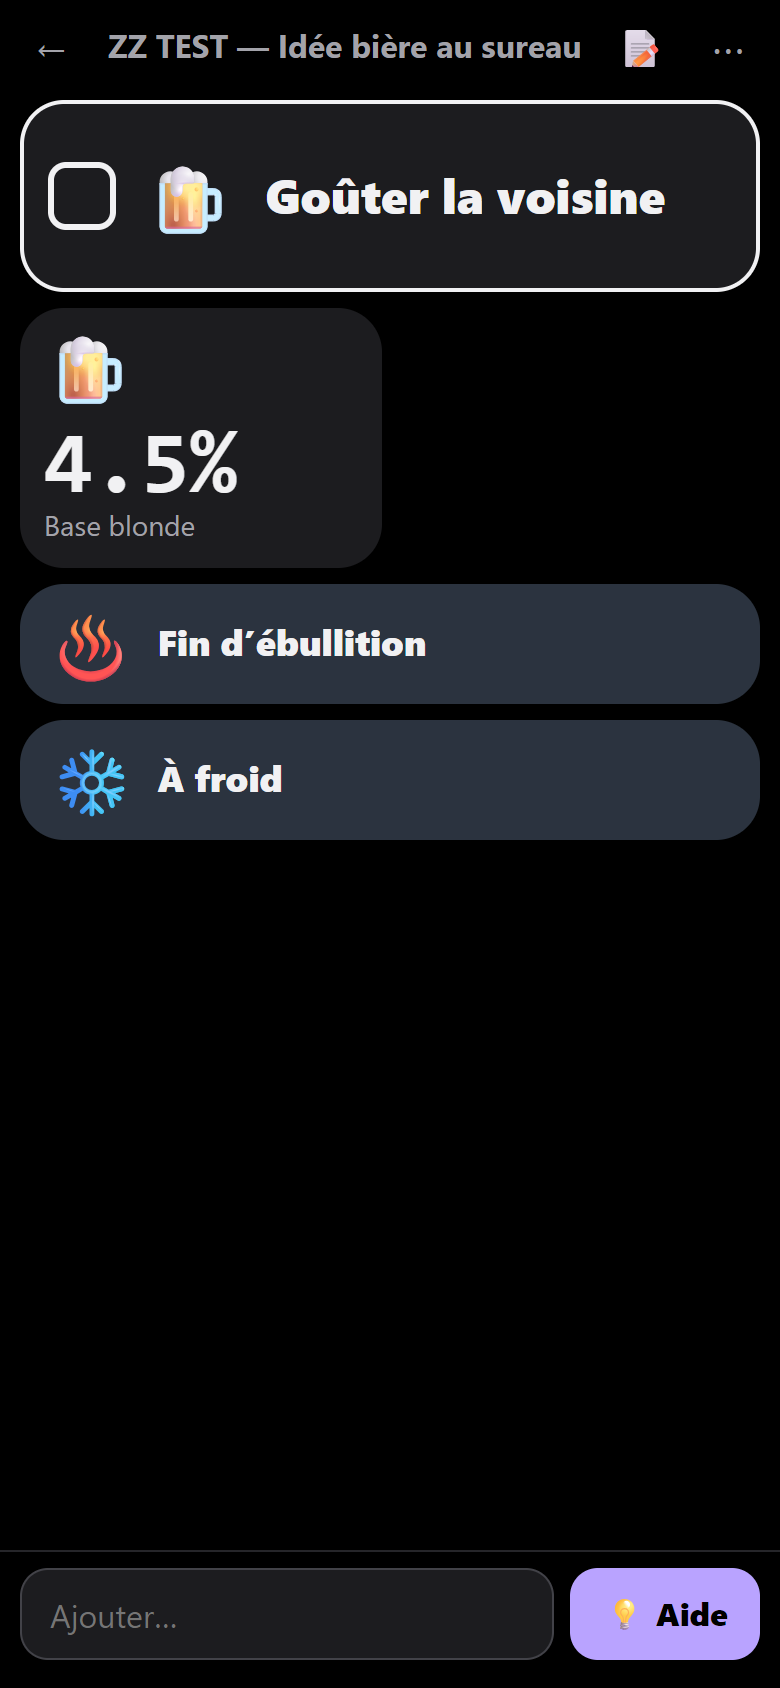 ZZ TEST — Idée bière au sureau
Goûter la voisine
4.5%
Base blonde
Fin d’ébullition
À froid
Ajouter…
Aide